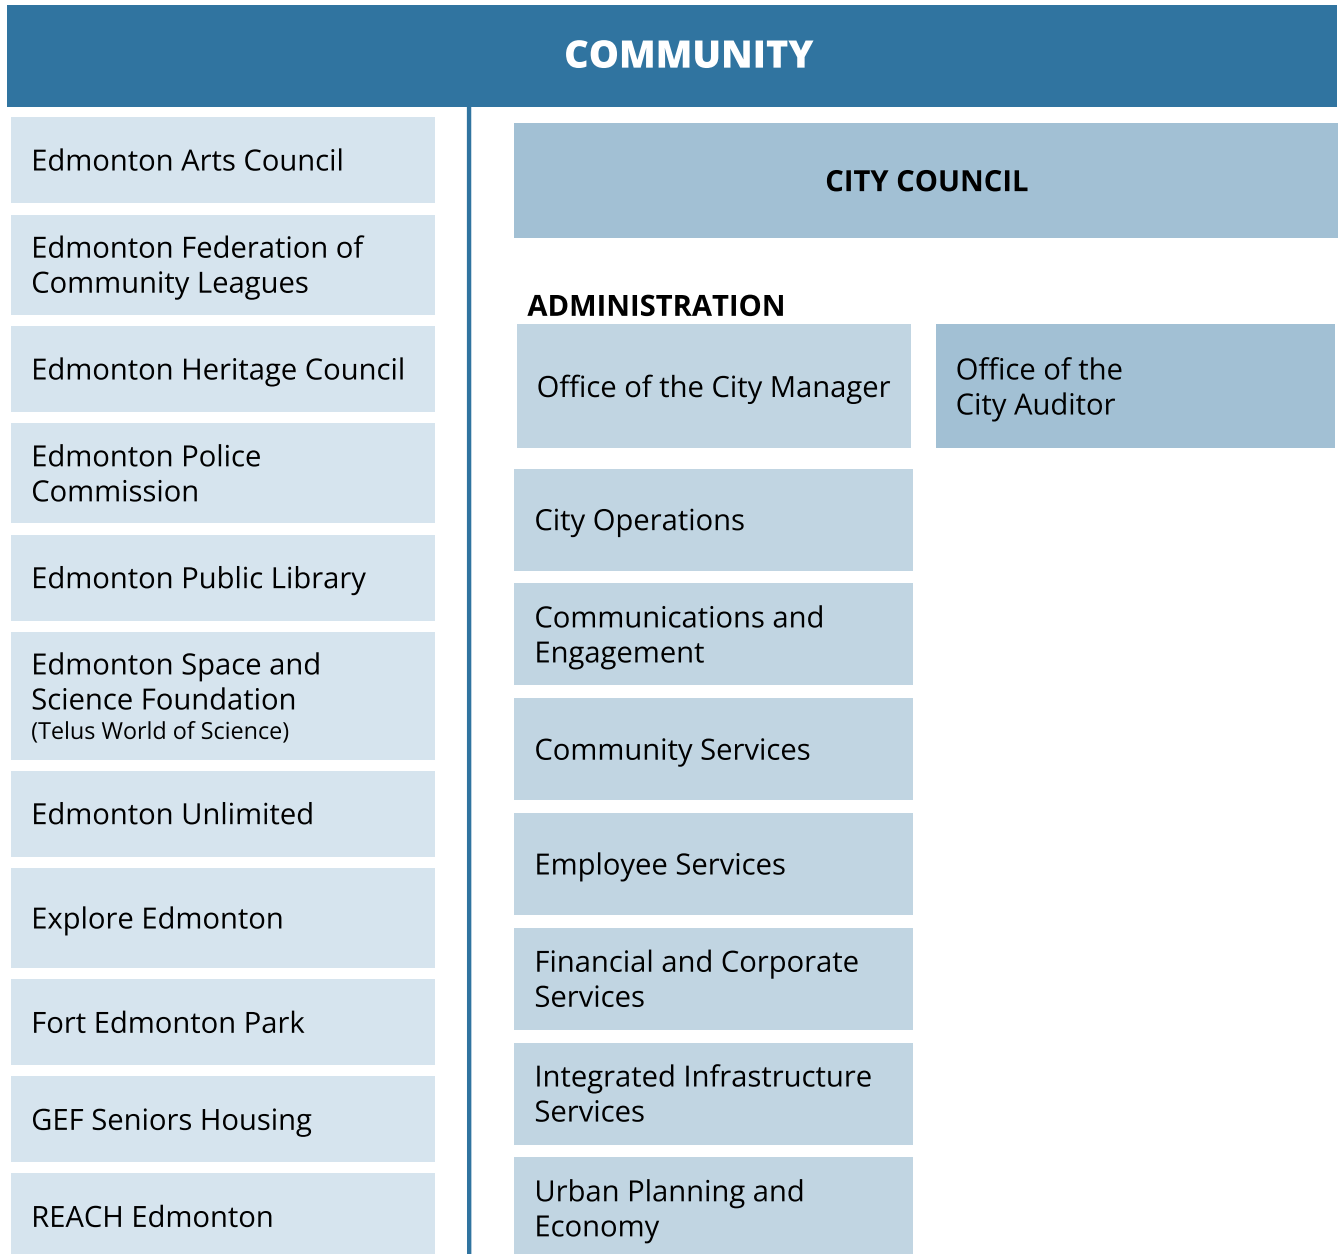 COMMUNITY
Edmonton Arts Council
Edmonton Federation of
Community Leagues
Edmonton Heritage Council
Edmonton Police
Commission
Edmonton Public Library
Edmonton Space and
Science Foundation
(Telus World of Science)
Edmonton Unlimited
Explore Edmonton
Fort Edmonton Park
GEF Seniors Housing
REACH Edmonton
CITY COUNCIL
ADMINISTRATION
Office of the City Manager
Office of the
City Auditor
City Operations
Communications and
Engagement
Community Services
Employee Services
Financial and Corporate
Services
Integrated Infrastructure
Services
Urban Planning and
Economy